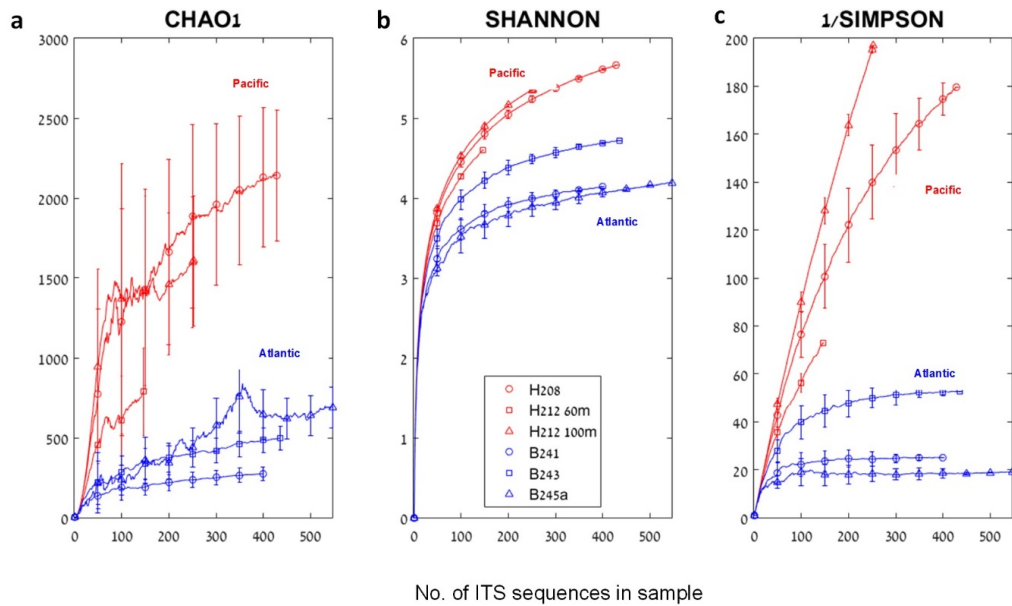 a
CHAO1
3000
2500
2000
1500
1000
500
0
Pacific
Atlantic
0 100 200 300 400 500
b
SHANNON
6
5
4
3
2
1
0
Pacific
Atlantic
H208
H212 60m
H212 100m
B241
B243
B245a
0 100 200 300 400 500
c
1/SIMPSON
200
180
160
140
120
100
80
60
40
20
0
Pacific
Atlantic
0 100 200 300 400 500
No. of ITS sequences in sample